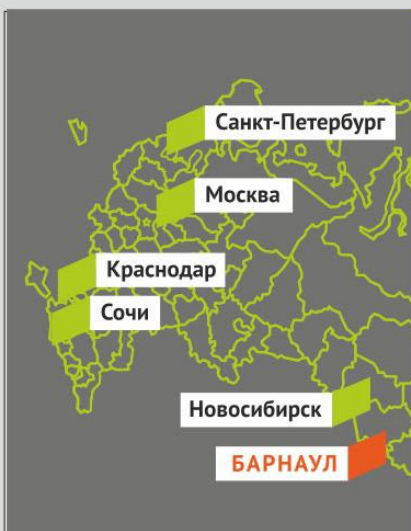 Санкт-Петербург
Москва
Краснодар
Сочи
Новосибирск
БАРНАУЛ